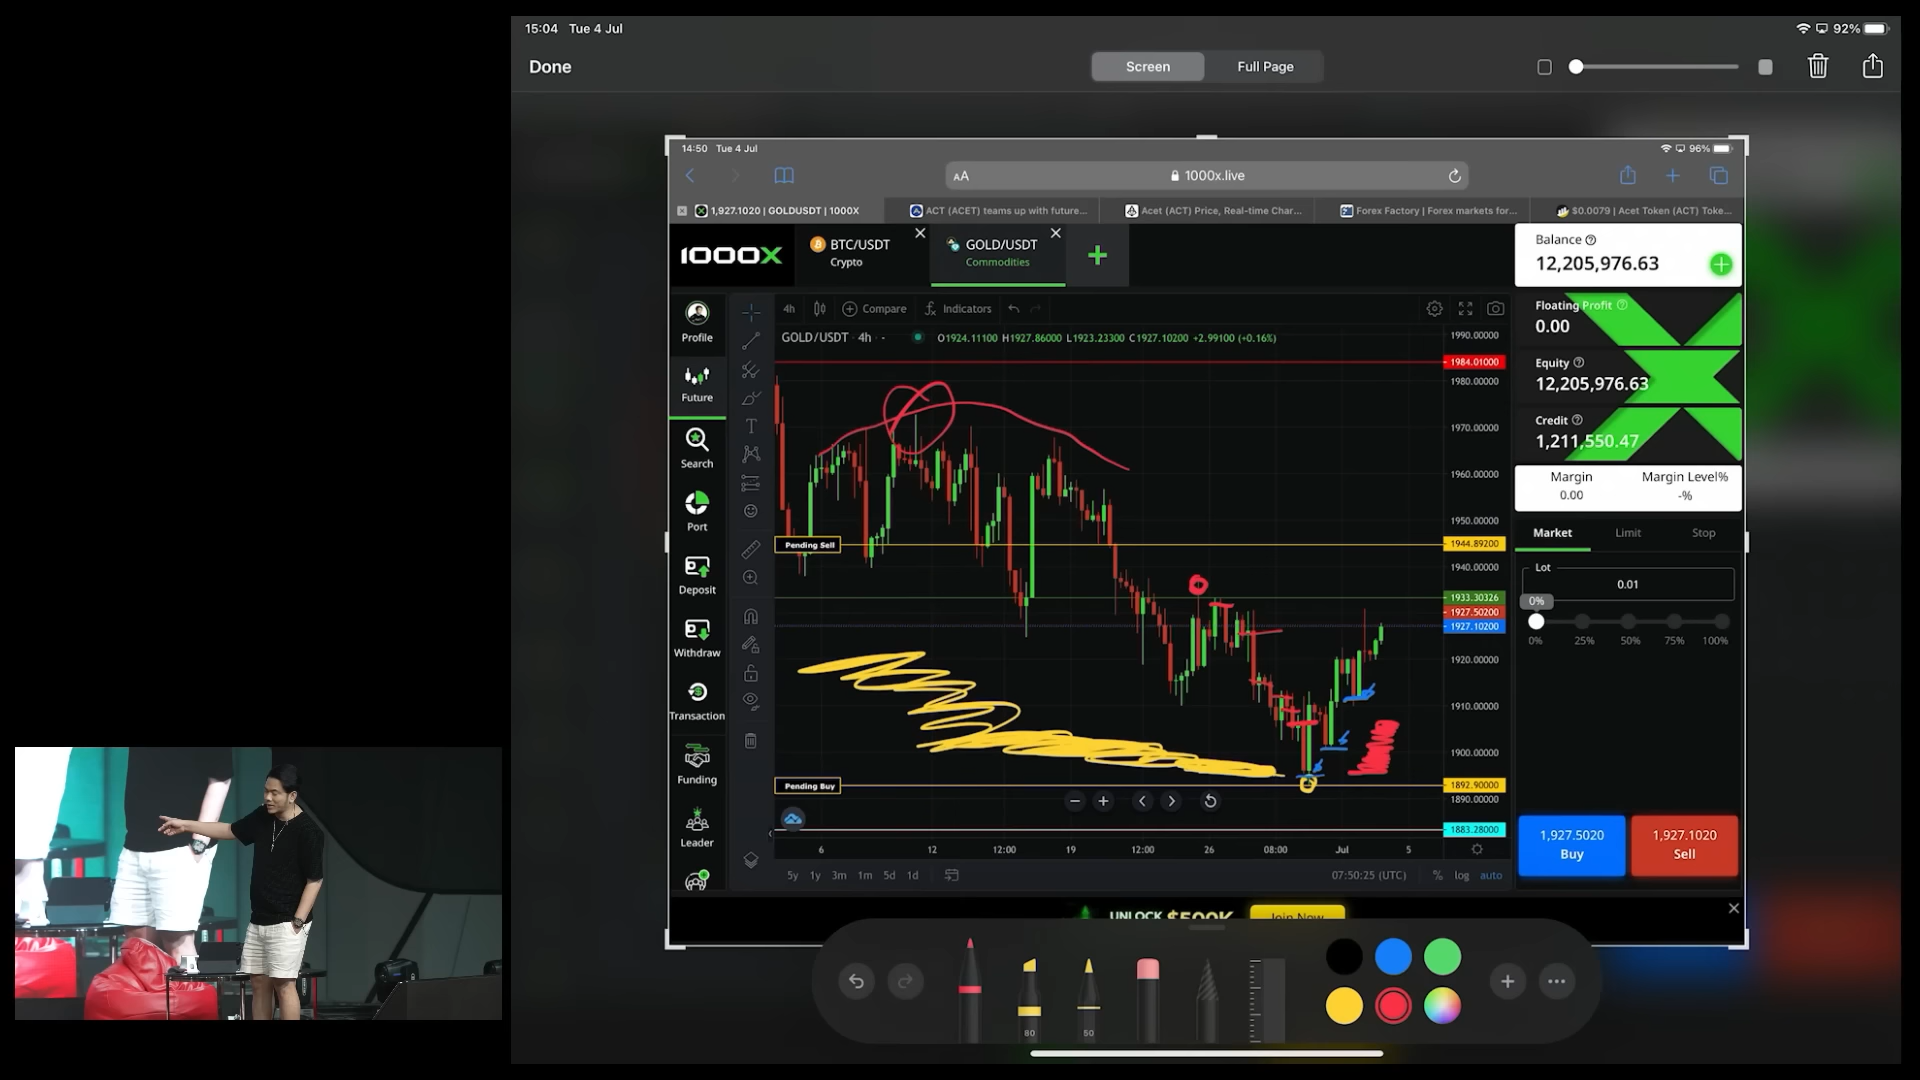 15:04 Tue 4 Jul
92%
Done
Screen
Full Page
14:50 Tue 4 Jul
96%
AA
1000x.live
1,927.1020 | GOLDUSDT | 1000X
ACT (ACET) teams up with future...
Acet (ACT) Price, Real-time Char...
Forex Factory | Forex markets for...
$0.0079 | Acet Token (ACT) Toke...
1000X
BTC/USDT
Crypto
GOLD/USDT
Commodities
Balance
12,205,976.63
Floating Profit
0.00
Equity
12,205,976.63
Credit
1,211,550.47
Margin
0.00
Margin Level%
-%
Market
Limit
Stop
Lot
0.01
0%
0%
25%
50%
75%
100%
1,927.5020
Buy
1,927.1020
Sell
Profile
Future
Search
Port
Deposit
Withdraw
Transaction
Funding
Leader
4h
Compare
Indicators
GOLD/USDT · 4h
O1924.11100 H1927.86000 L1923.23300 C1927.10200 +2.99100 (+0.16%)
1990.00000
1984.01000
1980.00000
1970.00000
1960.00000
1950.00000
Pending Sell
1944.89200
1940.00000
1933.30326
1927.50200
1927.10200
1920.00000
1910.00000
1900.00000
Pending Buy
1892.90000
1890.00000
1883.28000
6
12
12:00
19
12:00
26
08:00
Jul
5
5y
1y
3m
1m
5d
1d
07:50:25 (UTC)
%
log
auto
UNLOCK $500K
Join Now
80
50